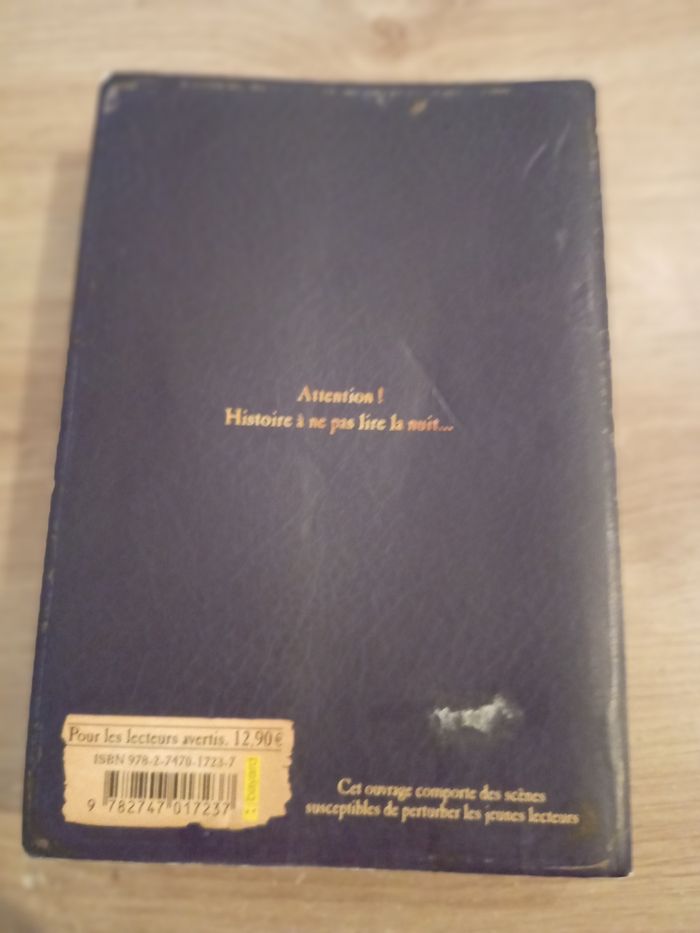 Attention !
Histoire à ne pas lire la nuit...
Pour les lecteurs avertis. 12,90 €
ISBN 978-2-7470-1723-7
9 782747 017237
bayard
Cet ouvrage comporte des scènes
susceptibles de perturber les jeunes lecteurs